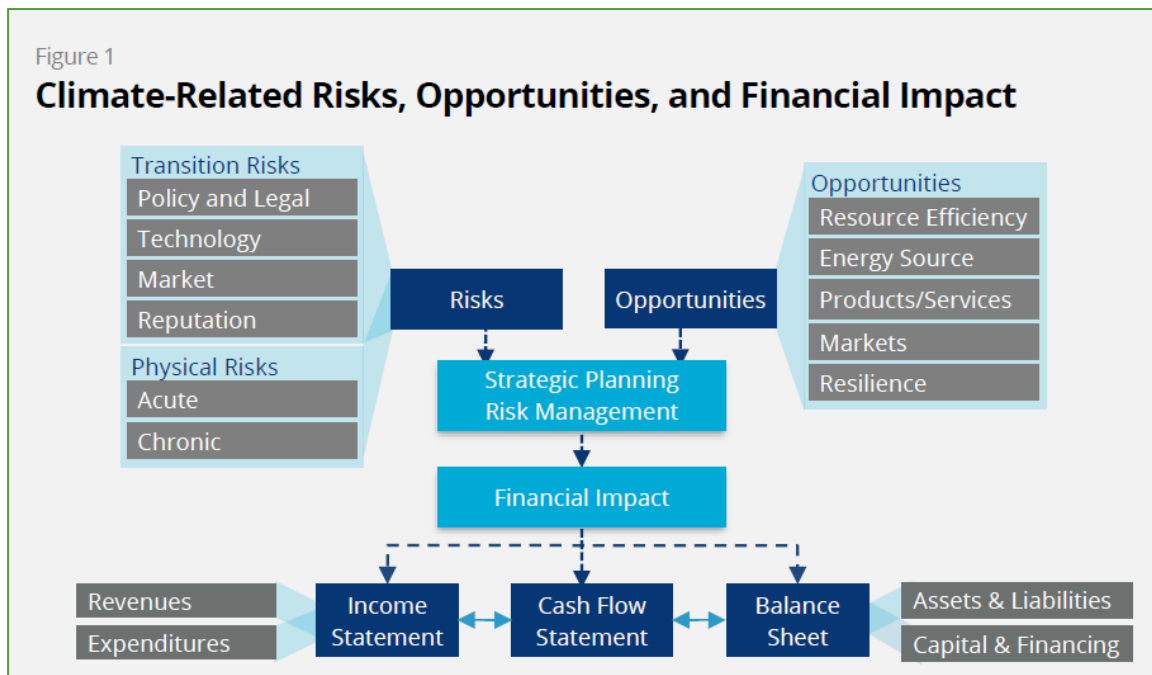 Figure 1
Climate-Related Risks, Opportunities, and Financial Impact
Transition Risks
Policy and Legal
Technology
Market
Reputation
Physical Risks
Acute
Chronic
Risks
Opportunities
Opportunities
Resource Efficiency
Energy Source
Products/Services
Markets
Resilience
Strategic Planning
Risk Management
Financial Impact
Revenues
Expenditures
Income
Statement
Cash Flow
Statement
Balance
Sheet
Assets & Liabilities
Capital & Financing